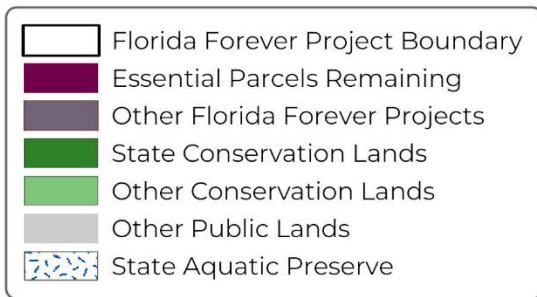 Florida Forever Project Boundary
Essential Parcels Remaining
Other Florida Forever Projects
State Conservation Lands
Other Conservation Lands
Other Public Lands
State Aquatic Preserve